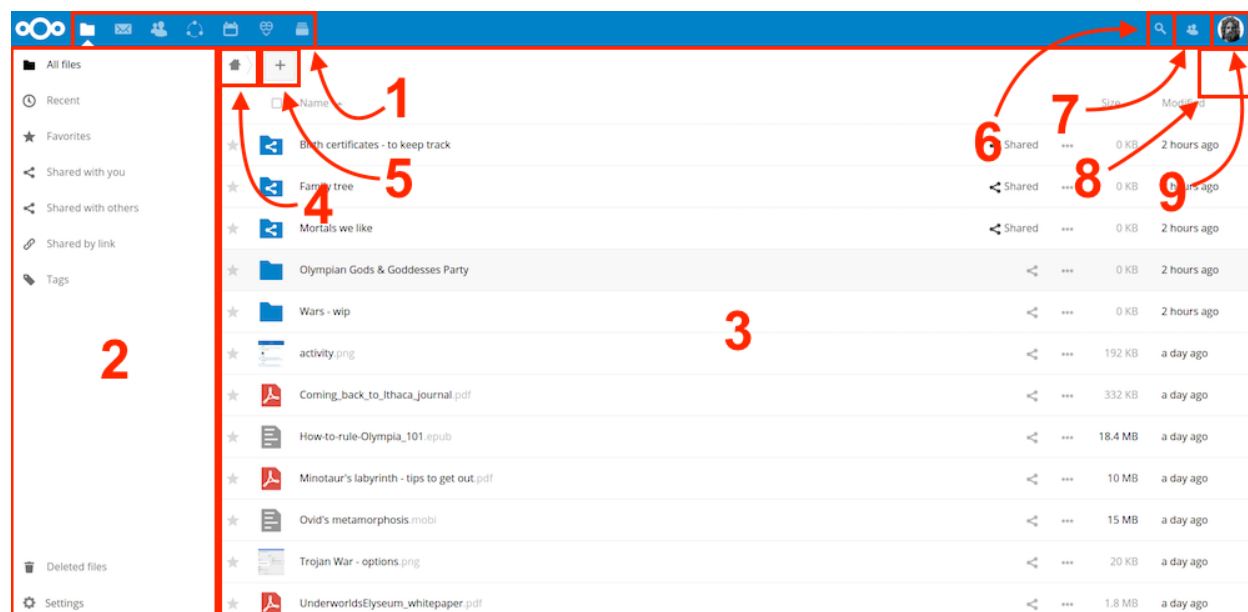 All files
Recent
Favorites
Shared with you
Shared with others
Shared by link
Tags
Deleted files
Settings
1
2
3
4
5
6
7
8
9
Name Size Modified
Birth certificates - to keep track Shared 0 KB 2 hours ago
Family tree Shared 0 KB hours ago
Mortals we like Shared 0 KB 2 hours ago
Olympian Gods & Goddesses Party 0 KB 2 hours ago
Wars - wip 0 KB 2 hours ago
activity.png 192 KB a day ago
Coming_back_to_Ithaca_journal.pdf 332 KB a day ago
How-to-rule-Olympia_101.epub 18.4 MB a day ago
Minotaur's labyrinth - tips to get out.pdf 10 MB a day ago
Ovid's metamorphosis.mobi 15 MB a day ago
Trojan War - options.png 20 KB a day ago
UnderworldsElyseum_whitepaper.pdf 1.8 MB a day ago